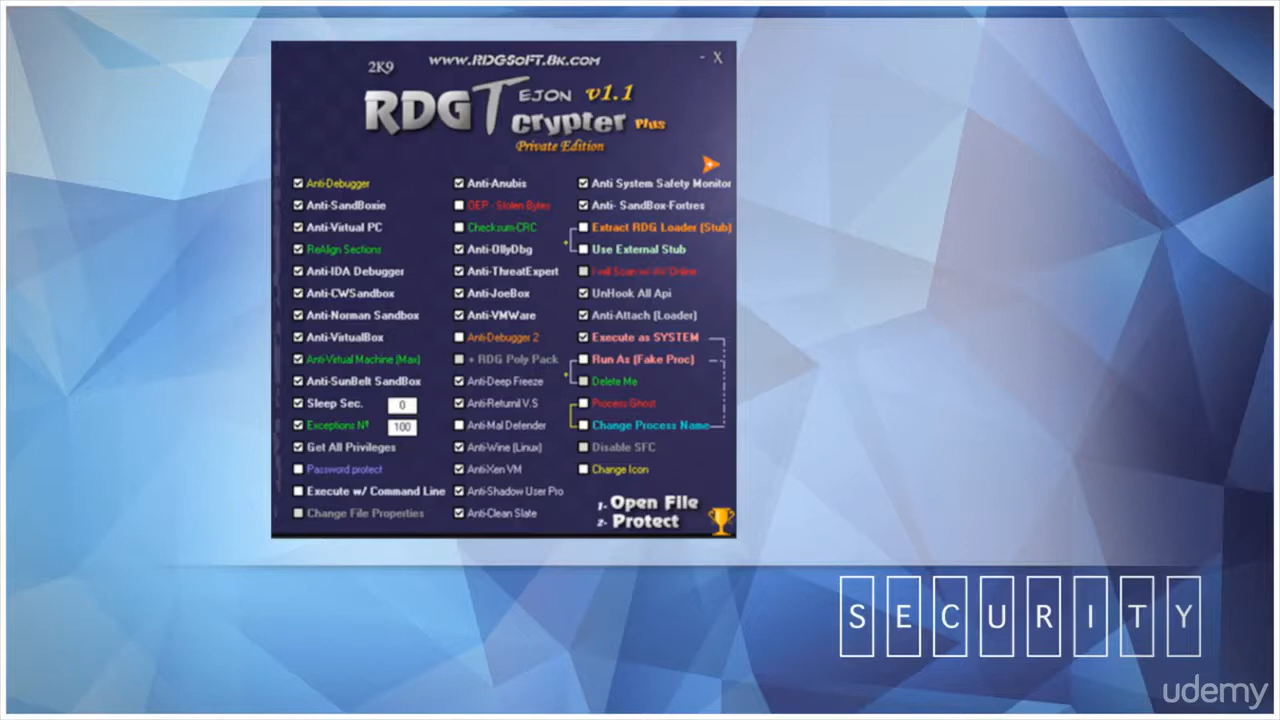 www.RDGSoFT.8k.com
- X
2K9
RDG TEJON v1.1
crypter Plus
Private Edition
Anti-Debugger
Anti-SandBoxie
Anti-Virtual PC
ReAlign Sections
Anti-IDA Debugger
Anti-CWSandbox
Anti-Norman Sandbox
Anti-VirtualBox
Anti-Virtual Machine (Max)
Anti-SunBelt SandBox
Sleep Sec. 0
Exceptions Nº 100
Get All Privileges
Password protect
Execute w/ Command Line
Change File Properties
Anti-Anubis
OEP - Stolen Bytes
Checksum-CRC
Anti-OllyDbg
Anti-ThreatExpert
Anti-JoeBox
Anti-VMWare
Anti-Debugger 2
+ RDG Poly Pack
Anti-Deep Fieeze
Anti-Returnil V.S
Anti-Mal Defender
Anti-Wine (Linux)
Anti-Xen VM
Anti-Shadow User Pro
Anti-Clean Slate
Anti System Safety Monitor
Anti- SandBox-Fortres
Extract RDG Loader (Stub)
Use External Stub
I will Scan w/ AV Online
UnHook All Api
Anti-Attach (Loader)
Execute as SYSTEM
Run As (Fake Proc)
Delete Me
Process Ghost
Change Process Name
Disable SFC
Change Icon
1- Open File
2- Protect
SECURITY
udemy